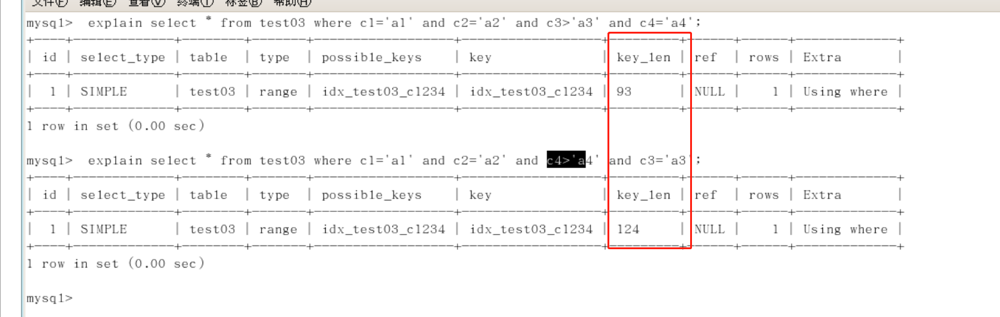 文件(F) 编辑(E) 查看(V) 终端(T) 标签(B) 帮助(H)
mysql> explain select * from test03 where c1='a1' and c2='a2' and c3>'a3' and c4='a4';
+----+-------------+--------+-------+------------------+------------------+---------+------+------+-------------+
| id | select_type | table | type | possible_keys | key | key_len | ref | rows | Extra |
+----+-------------+--------+-------+------------------+------------------+---------+------+------+-------------+
| 1 | SIMPLE | test03 | range | idx_test03_c1234 | idx_test03_c1234 | 93 | NULL | 1 | Using where |
+----+-------------+--------+-------+------------------+------------------+---------+------+------+-------------+
1 row in set (0.00 sec)
mysql> explain select * from test03 where c1='a1' and c2='a2' and c4>'a4' and c3='a3';
+----+-------------+--------+-------+------------------+------------------+---------+------+------+-------------+
| id | select_type | table | type | possible_keys | key | key_len | ref | rows | Extra |
+----+-------------+--------+-------+------------------+------------------+---------+------+------+-------------+
| 1 | SIMPLE | test03 | range | idx_test03_c1234 | idx_test03_c1234 | 124 | NULL | 1 | Using where |
+----+-------------+--------+-------+------------------+------------------+---------+------+------+-------------+
1 row in set (0.00 sec)
mysql>